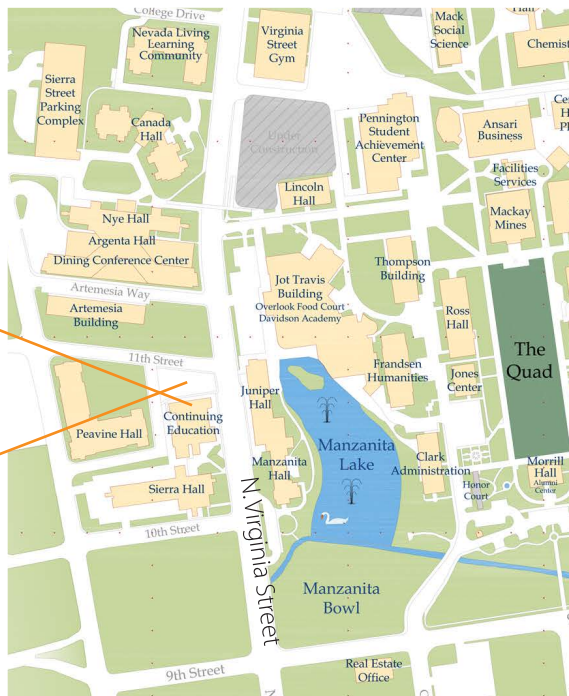 College Drive
Hall
Nevada Living
Learning
Community
Virginia
Street
Gym
Mack
Social
Science
Chemist
Sierra
Street
Parking
Complex
Canada
Hall
Under
Construction
Pennington
Student
Achievement
Center
Ansari
Business
Ce
H
Facilities
Services
Lincoln
Hall
Mackay
Mines
Nye Hall
Argenta Hall
Dining Conference Center
Thompson
Building
Jot Travis
Building
Overlook Food Court
Davidson Academy
Artemesia Way
Artemesia
Building
Ross
Hall
The
Quad
11th Street
Frandsen
Humanities
Jones
Center
Juniper
Hall
Continuing
Education
Peavine Hall
Manzanita
Lake
Manzanita
Hall
Clark
Administration
Morrill
Hall
Alumni
Center
Honor
Court
Sierra Hall
N.Virginia Street
10th Street
Manzanita
Bowl
Real Estate
Office
9th Street